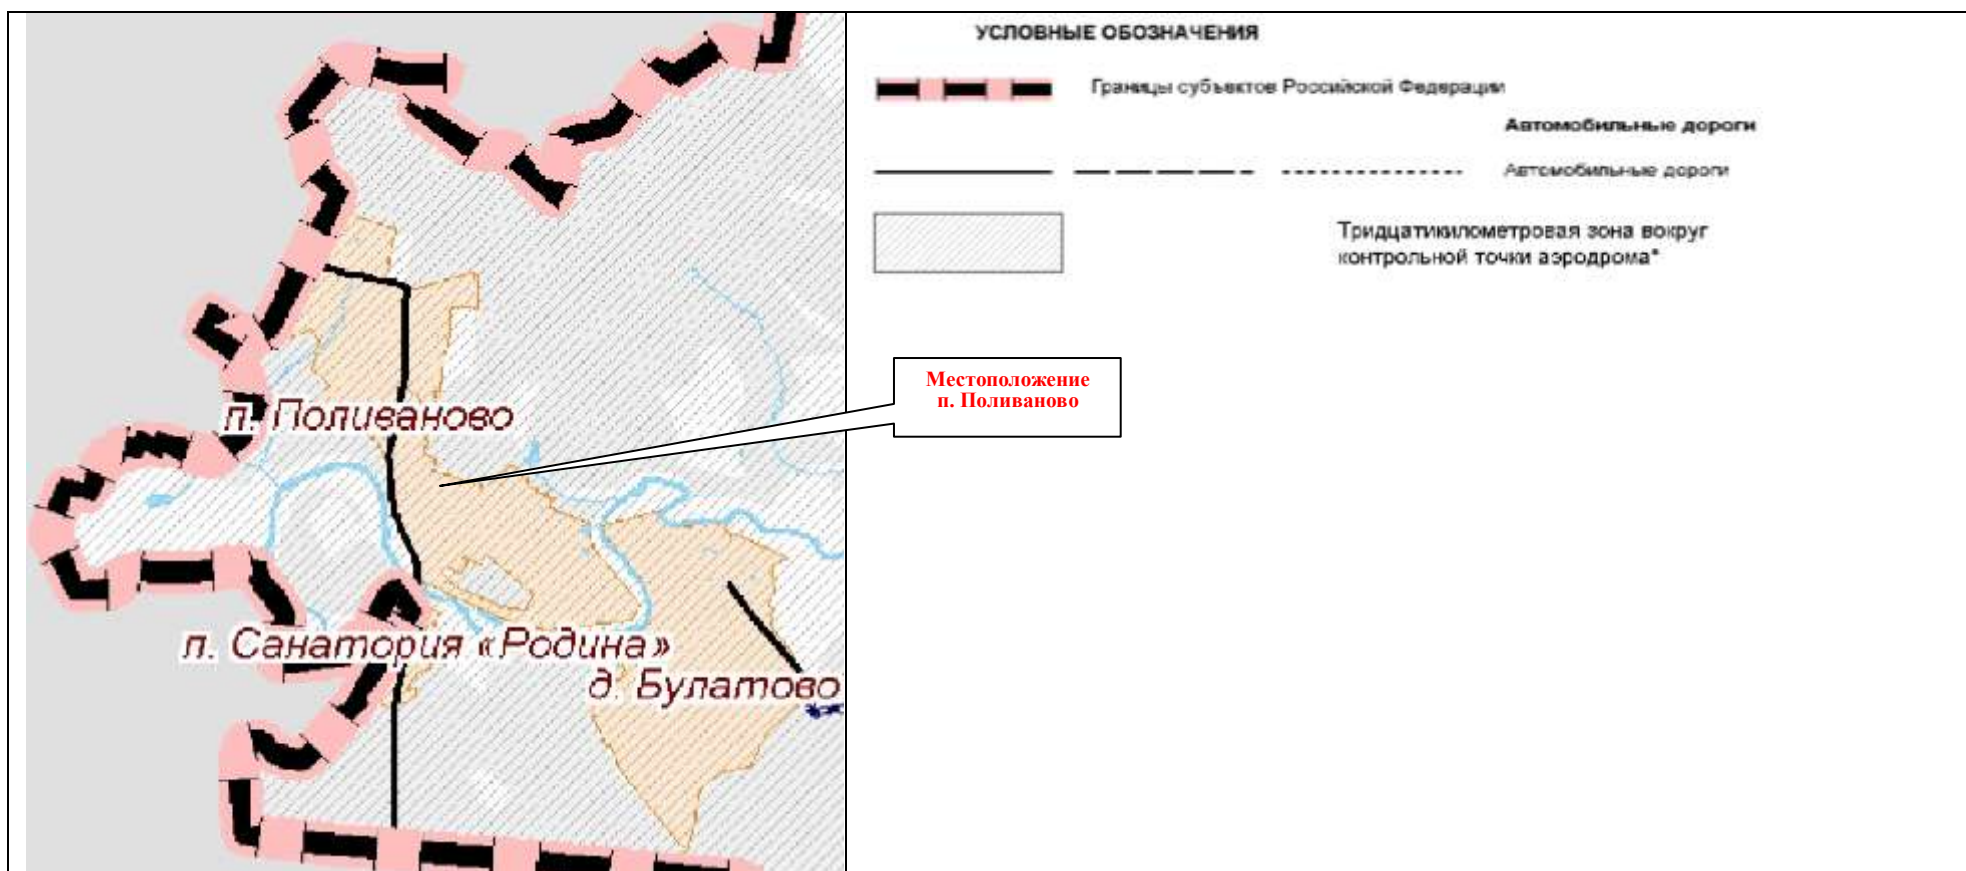 УСЛОВНЫЕ ОБОЗНАЧЕНИЯ
Границы субъектов Российской Федерации
Автомобильные дороги
Автомобильные дороги
Тридцатикилометровая зона вокруг
контрольной точки аэродрома*
Местоположение
п. Поливаново
п. Поливаново
п. Санатория «Родина»
д. Булатово